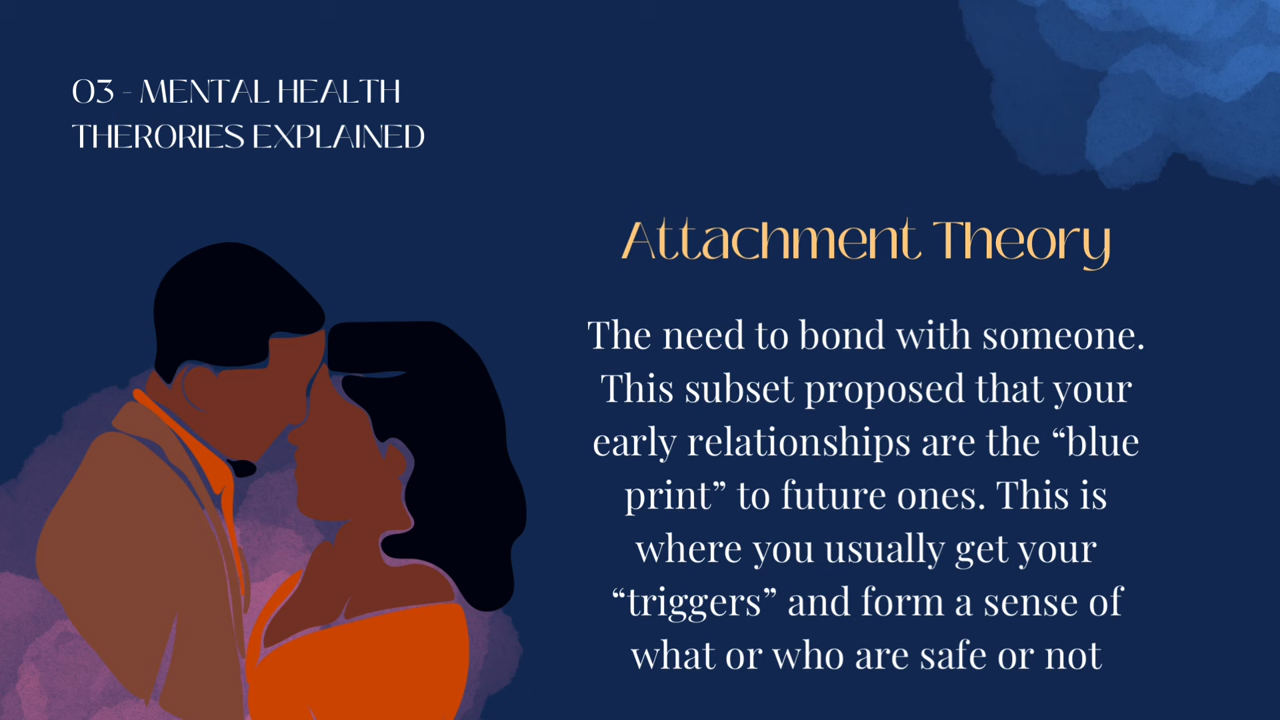 03 - MENTAL HEALTH
THERORIES EXPLAINED
Attachment Theory
The need to bond with someone.
This subset proposed that your
early relationships are the “blue
print” to future ones. This is
where you usually get your
“triggers” and form a sense of
what or who are safe or not